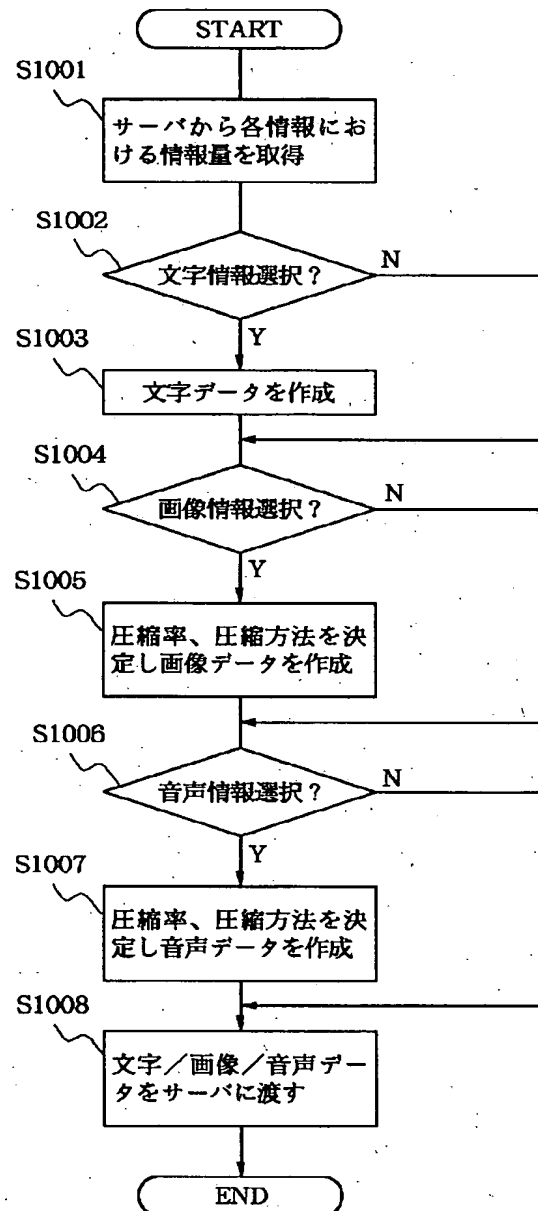 START
S1001
サーバから各情報にお
ける情報量を取得
S1002
文字情報選択？
N
Y
S1003
文字データを作成
S1004
画像情報選択？
N
Y
S1005
圧縮率、圧縮方法を決
定し画像データを作成
S1006
音声情報選択？
N
Y
S1007
圧縮率、圧縮方法を決
定し音声データを作成
S1008
文字／画像／音声デー
タをサーバに渡す
END